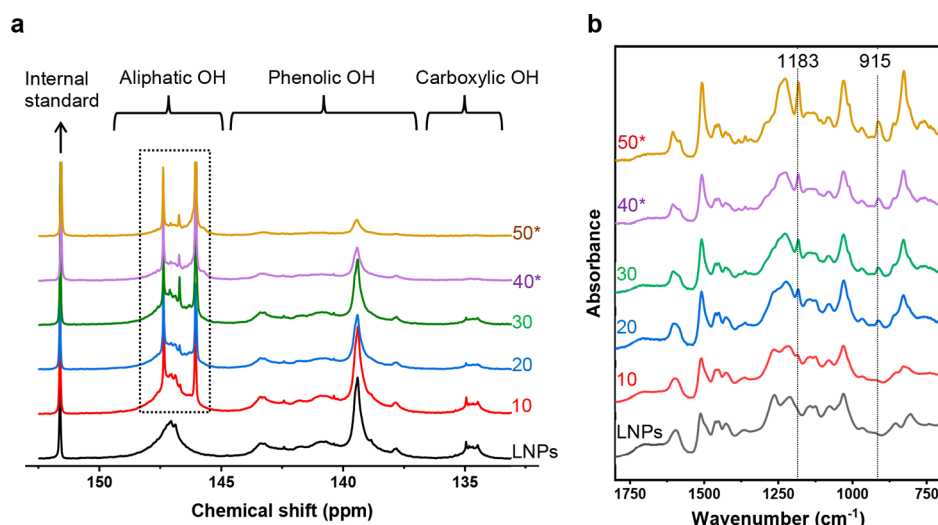 a
Internal
standard
Aliphatic OH
Phenolic OH
Carboxylic OH
50*
40*
30
20
10
LNPs
150
145
140
135
Chemical shift (ppm)
b
1183
915
50*
40*
30
20
10
LNPs
Absorbance
1800
1500
1250
1000
750
Wavenumber (cm⁻¹)